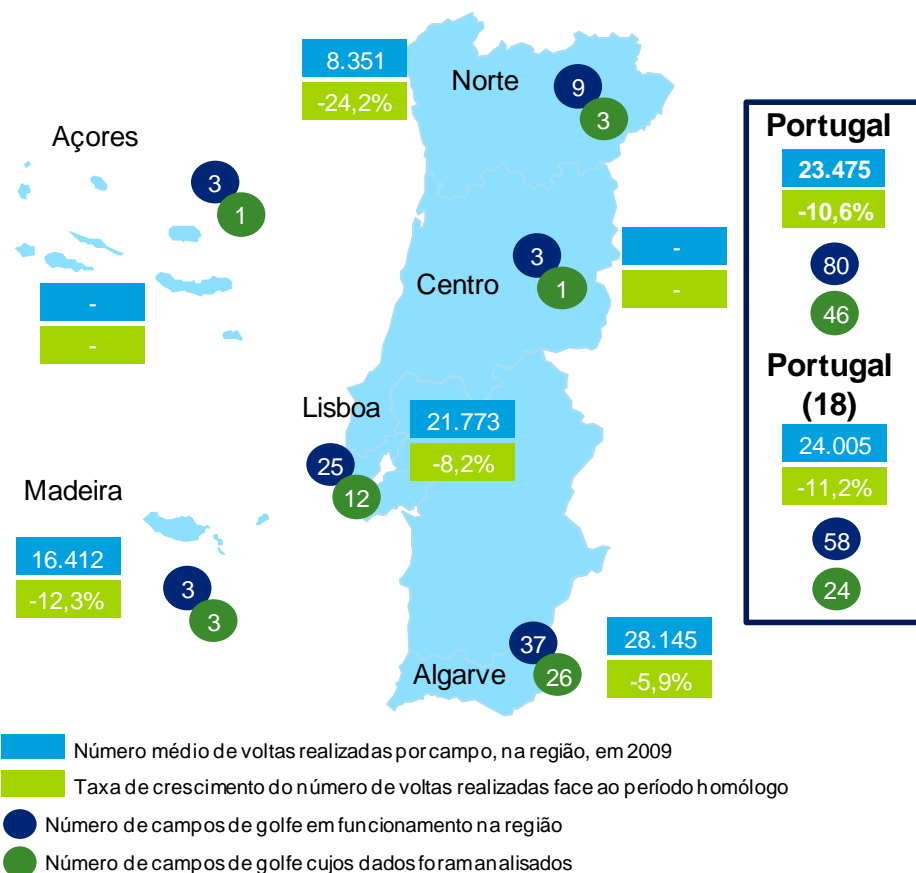 8.351
-24,2%
Norte
9
3
Açores
3
1
-
-
Centro
3
1
-
-
Lisboa
21.773
-8,2%
25
12
Madeira
16.412
-12,3%
3
3
37
26
Algarve
28.145
-5,9%
Portugal
23.475
-10,6%
80
46
Portugal
(18)
24.005
-11,2%
58
24
Número médio de voltas realizadas por campo, na região, em 2009
Taxa de crescimento do número de voltas realizadas face ao período homólogo
Número de campos de golfe em funcionamento na região
Número de campos de golfe cujos dados foram analisados